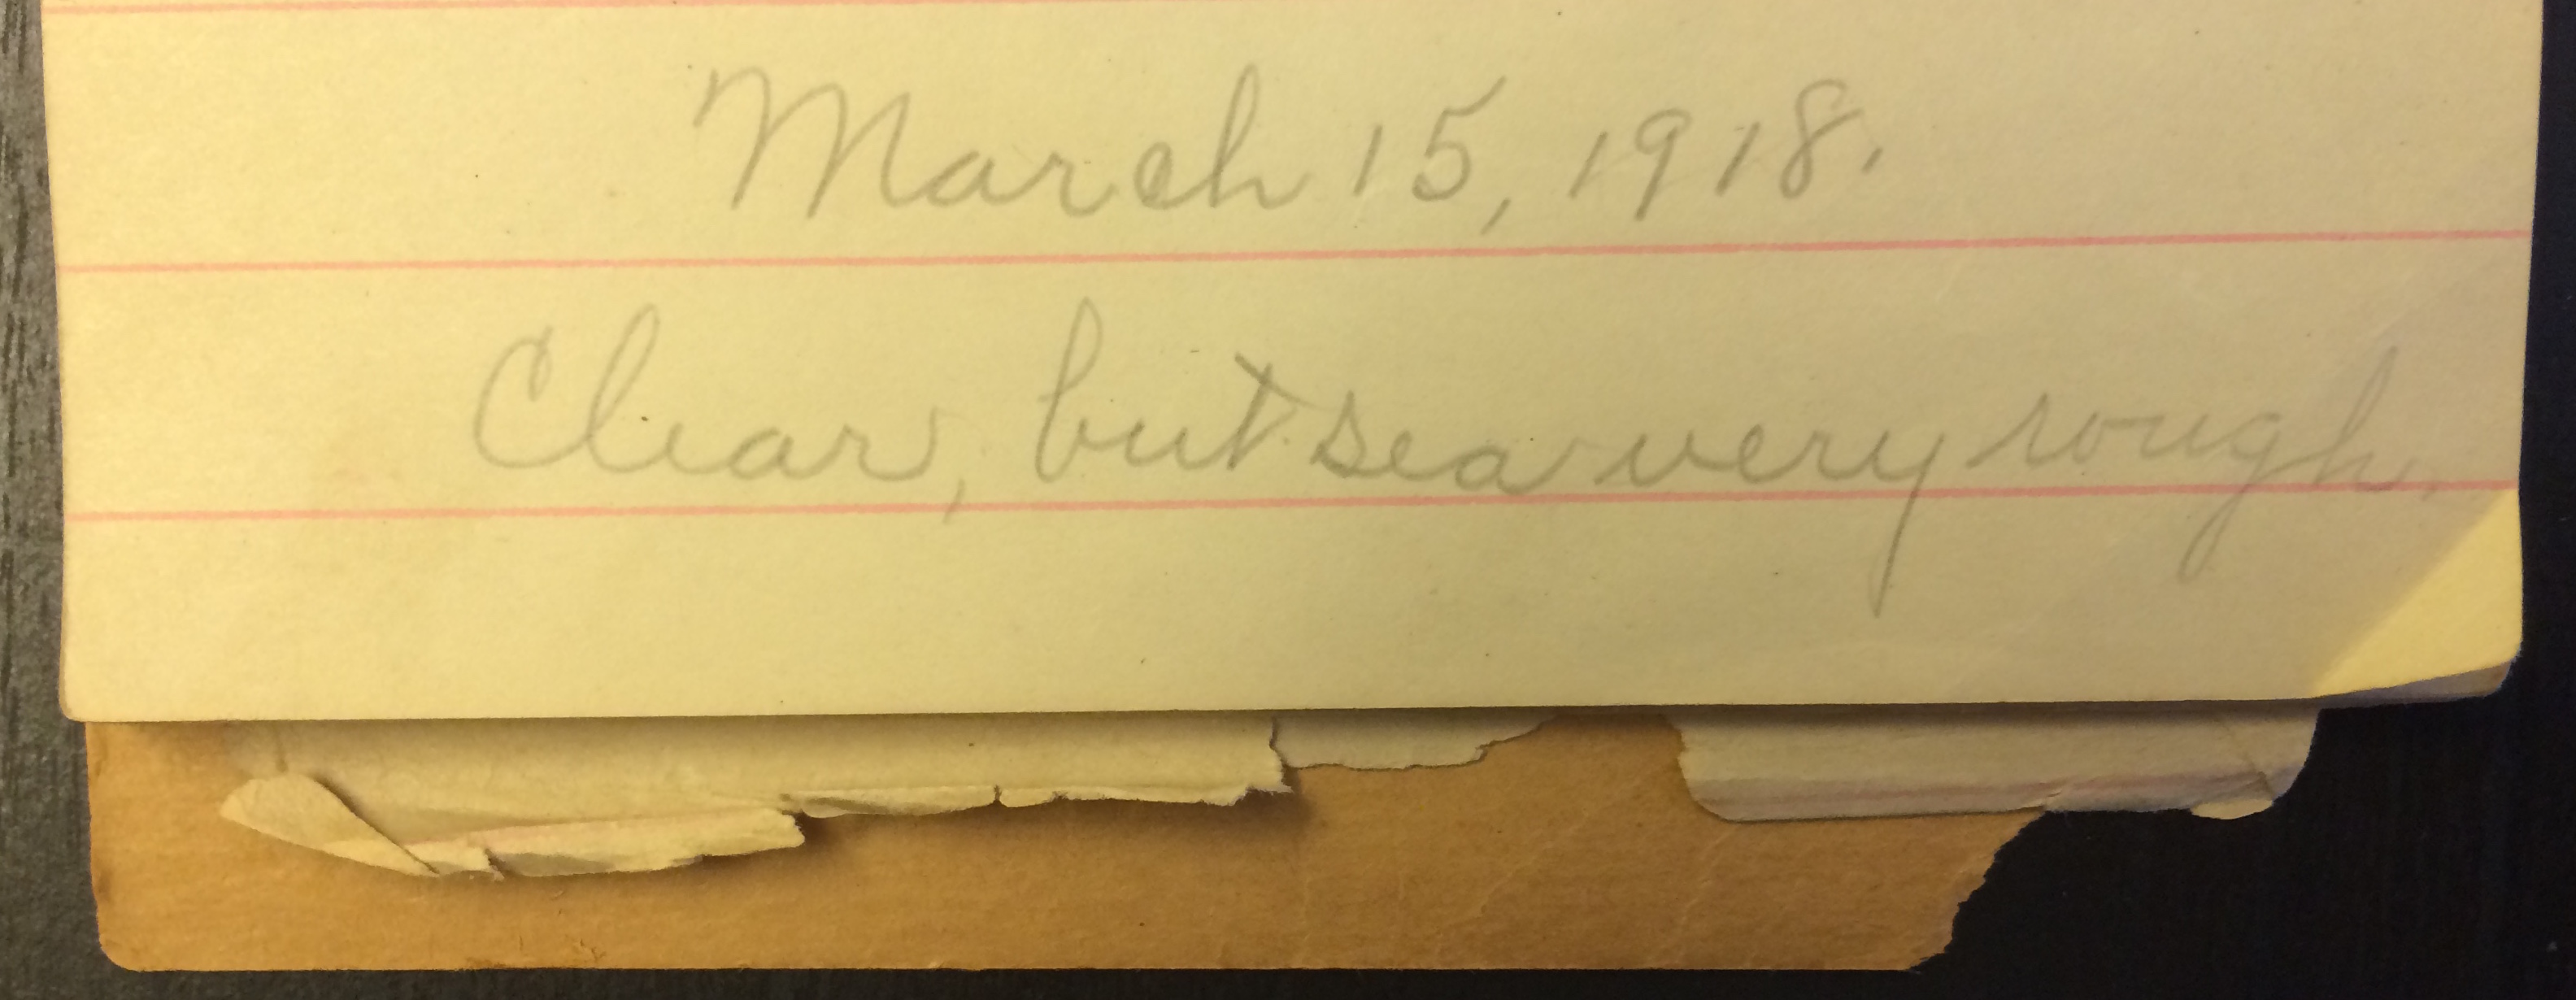 March 15, 1918.
Clear, but sea very rough.